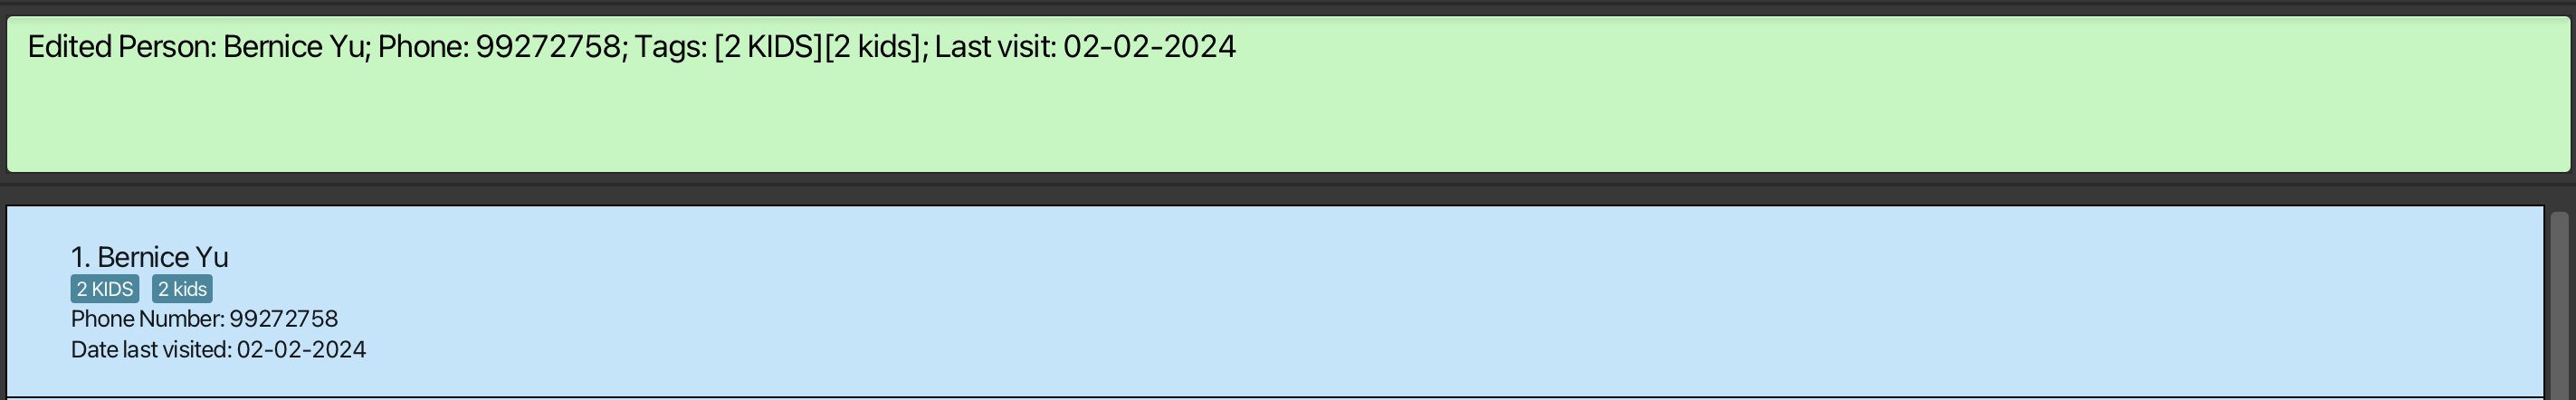 Edited Person: Bernice Yu; Phone: 99272758; Tags: [2 KIDS][2 kids]; Last visit: 02-02-2024
1. Bernice Yu
2 KIDS 2 kids
Phone Number: 99272758
Date last visited: 02-02-2024